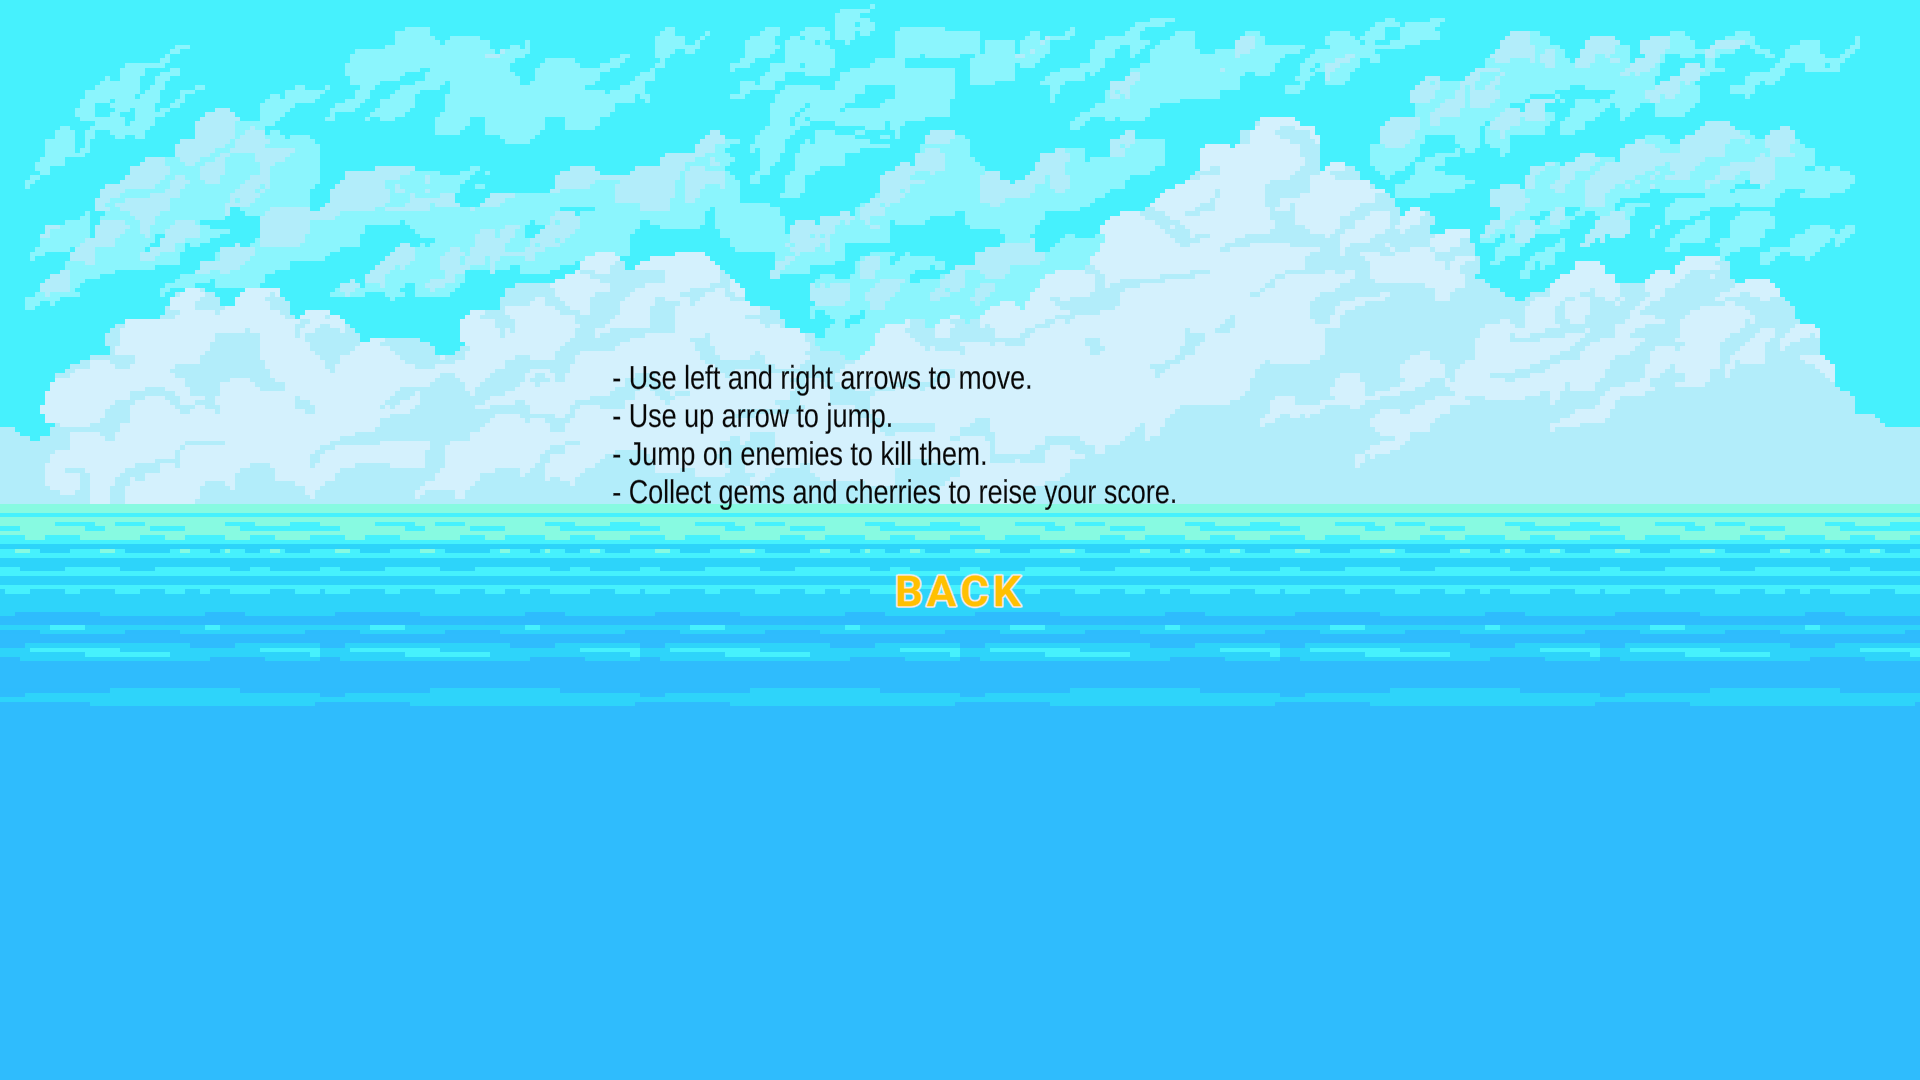 - Use left and right arrows to move.
- Use up arrow to jump.
- Jump on enemies to kill them.
- Collect gems and cherries to reise your score.
BACK